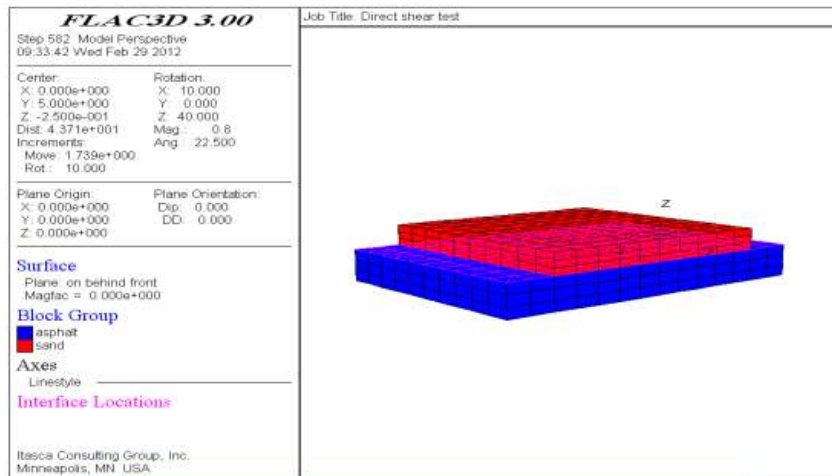 FLAC3D 3.00
Step 582 Model Perspective
09:33:42 Wed Feb 29 2012
Center: Rotation:
X: 0.000e+000 X: 10.000
Y: 5.000e+000 Y: 0.000
Z: -2.500e-001 Z: 40.000
Dist: 4.371e+001 Mag.: 0.8
Increments: Ang.: 22.500
Move: 1.739e+000
Rot.: 10.000
Plane Origin: Plane Orientation:
X: 0.000e+000 Dip: 0.000
Y: 0.000e+000 DD: 0.000
Z: 0.000e+000
Surface
Plane: on behind front
Magfac = 0.000e+000
Block Group
asphalt
sand
Axes
Linestyle
Interface Locations
Itasca Consulting Group, Inc.
Minneapolis, MN USA
Job Title: Direct shear test
Z